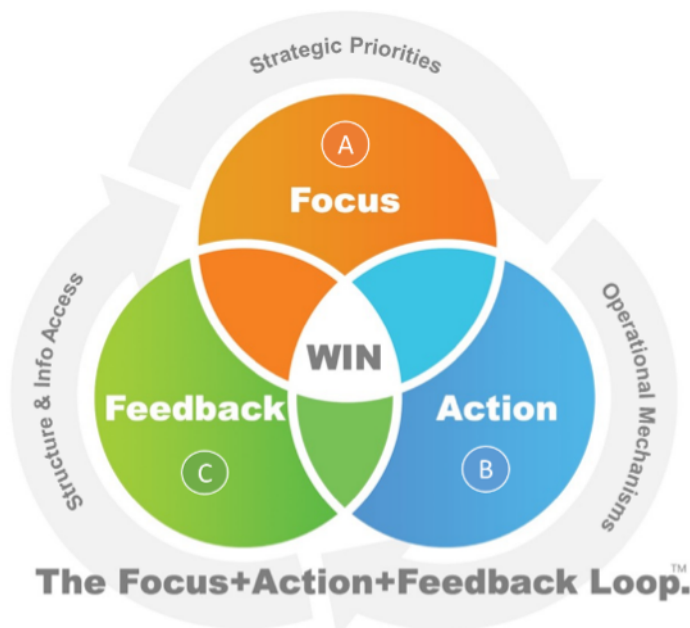 Strategic Priorities
A
Focus
Structure & Info Access
Operational Mechanisms
WIN
Feedback
Action
C
B
The Focus+Action+Feedback Loop.™